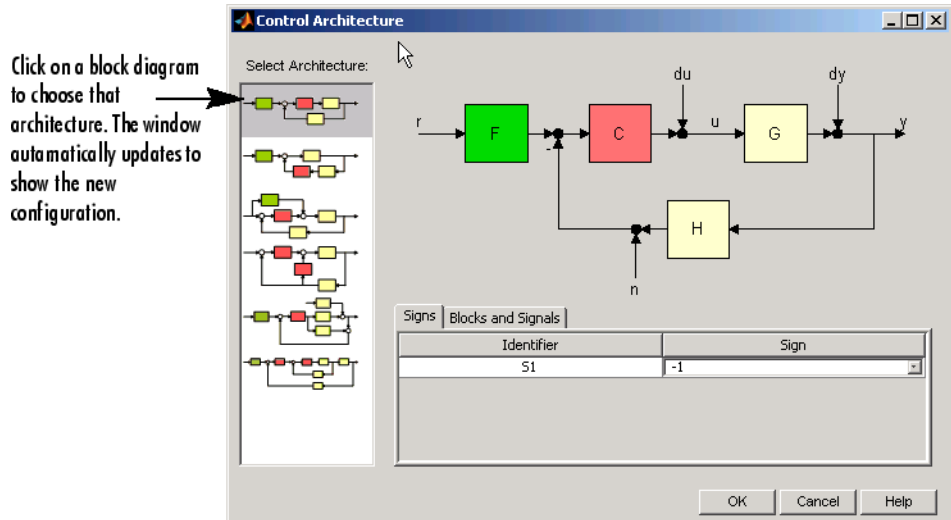 Control Architecture
Click on a block diagram
to choose that
architecture. The window
autamatically updates to
show the new
configuration.
Select Architecture:
du
dy
r
F
C
u
G
y
-
H
n
Signs
Blocks and Signals
Identifier
Sign
S1
-1
OK
Cancel
Help